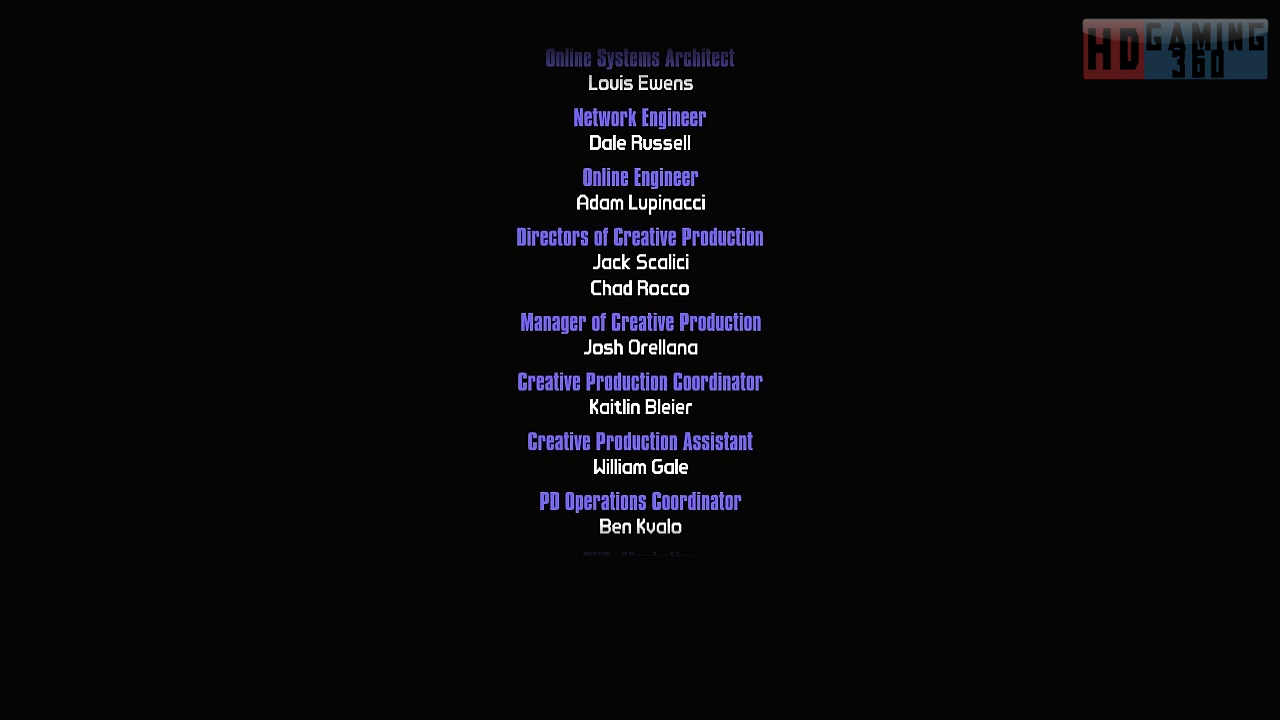 Online Systems Architect
Louis Ewens
Network Engineer
Dale Russell
Online Engineer
Adam Lupinacci
Directors of Creative Production
Jack Scalici
Chad Rocco
Manager of Creative Production
Josh Orellana
Creative Production Coordinator
Kaitlin Bleier
Creative Production Assistant
William Gale
PD Operations Coordinator
Ben Kvalo
HD GAMING
360